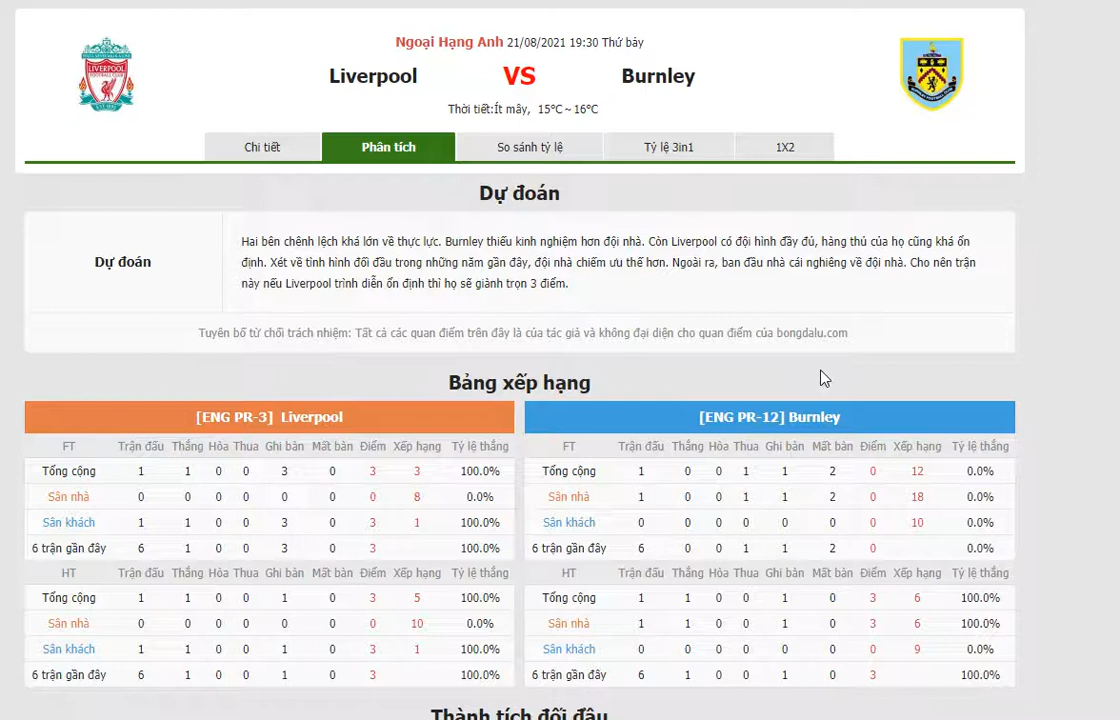 Ngoại Hạng Anh 21/08/2021 19:30 Thứ bảy
Liverpool VS Burnley
Thời tiết:Ít mây, 15℃~16℃
Chi tiết Phân tích So sánh tỷ lệ Tỷ lệ 3in1 1X2
Dự đoán
Dự đoán
Hai bên chênh lệch khá lớn về thực lực. Burnley thiếu kinh nghiệm hơn đội nhà. Còn Liverpool có đội hình đầy đủ, hàng thủ của họ cũng khá ổn
định. Xét về tình hình đối đầu trong những năm gần đây, đội nhà chiếm ưu thế hơn. Ngoài ra, ban đầu nhà cái nghiêng về đội nhà. Cho nên trận
này nếu Liverpool trình diễn ổn định thì họ sẽ giành trọn 3 điểm.
Tuyên bố từ chối trách nhiệm: Tất cả các quan điểm trên đây là của tác giả và không đại diện cho quan điểm của bongdalu.com
Bảng xếp hạng
[ENG PR-3] Liverpool
FT Trận đấu Thắng Hòa Thua Ghi bàn Mất bàn Điểm Xếp hạng Tỷ lệ thắng
Tổng cộng 1 1 0 0 3 0 3 3 100.0%
Sân nhà 0 0 0 0 0 0 0 8 0.0%
Sân khách 1 1 0 0 3 0 3 1 100.0%
6 trận gần đây 6 1 0 0 3 0 3 100.0%
HT Trận đấu Thắng Hòa Thua Ghi bàn Mất bàn Điểm Xếp hạng Tỷ lệ thắng
Tổng cộng 1 1 0 0 1 0 3 5 100.0%
Sân nhà 0 0 0 0 0 0 0 10 0.0%
Sân khách 1 1 0 0 1 0 3 1 100.0%
6 trận gần đây 6 1 0 0 1 0 3 100.0%
[ENG PR-12] Burnley
FT Trận đấu Thắng Hòa Thua Ghi bàn Mất bàn Điểm Xếp hạng Tỷ lệ thắng
Tổng cộng 1 0 0 1 1 2 0 12 0.0%
Sân nhà 1 0 0 1 1 2 0 18 0.0%
Sân khách 0 0 0 0 0 0 0 10 0.0%
6 trận gần đây 6 0 0 1 1 2 0 0.0%
HT Trận đấu Thắng Hòa Thua Ghi bàn Mất bàn Điểm Xếp hạng Tỷ lệ thắng
Tổng cộng 1 1 0 0 1 0 3 6 100.0%
Sân nhà 1 1 0 0 1 0 3 6 100.0%
Sân khách 0 0 0 0 0 0 0 9 0.0%
6 trận gần đây 6 1 0 0 1 0 3 100.0%
Thành tích đối đầu